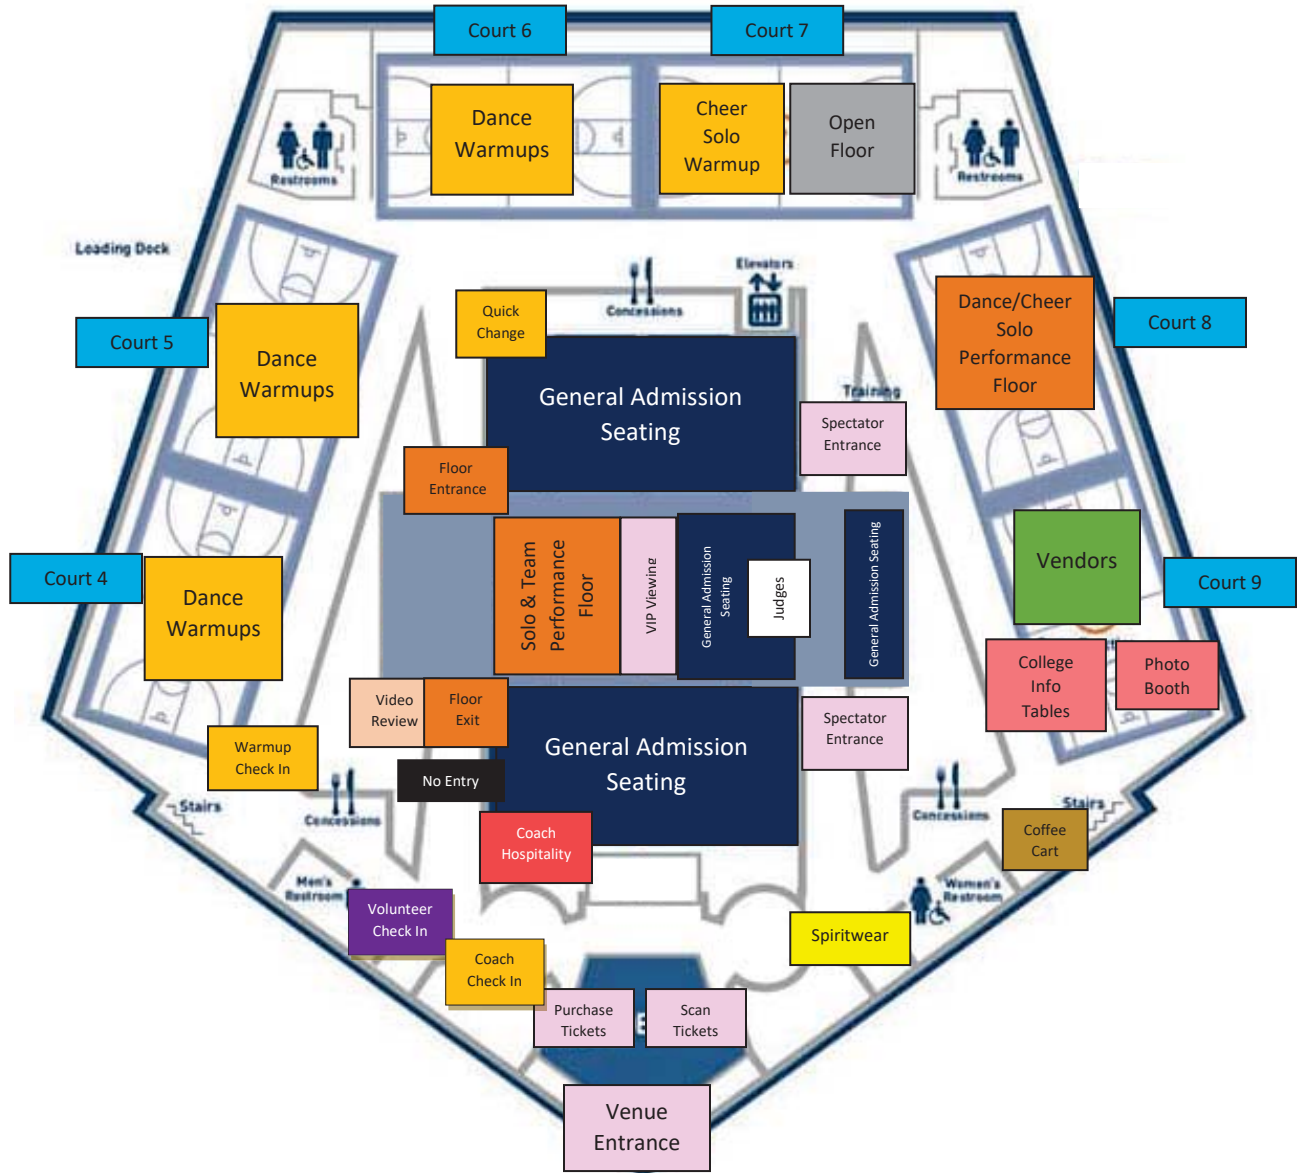 Court 6
Court 7
Dance
Warmups
Cheer
Solo
Warmup
Open
Floor
Restrooms
Restrooms
Loading Dock
Elevators
Concessions
Quick
Change
Court 5
Dance
Warmups
Dance/Cheer
Solo
Performance
Floor
Court 8
General Admission
Seating
Training
Spectator
Entrance
Floor
Entrance
Court 4
Dance
Warmups
Solo & Team
Performance
Floor
VIP Viewing
General Admission
Seating
Judges
General Admission Seating
Vendors
Court 9
College
Info
Tables
Photo
Booth
Video
Review
Floor
Exit
General Admission
Seating
Spectator
Entrance
Warmup
Check In
No Entry
Stairs
Concessions
Concessions
Stairs
Coach
Hospitality
Coffee
Cart
Men's
Restroom
Women's
Restroom
Volunteer
Check In
Spiritwear
Coach
Check In
Purchase
Tickets
Scan
Tickets
Venue
Entrance